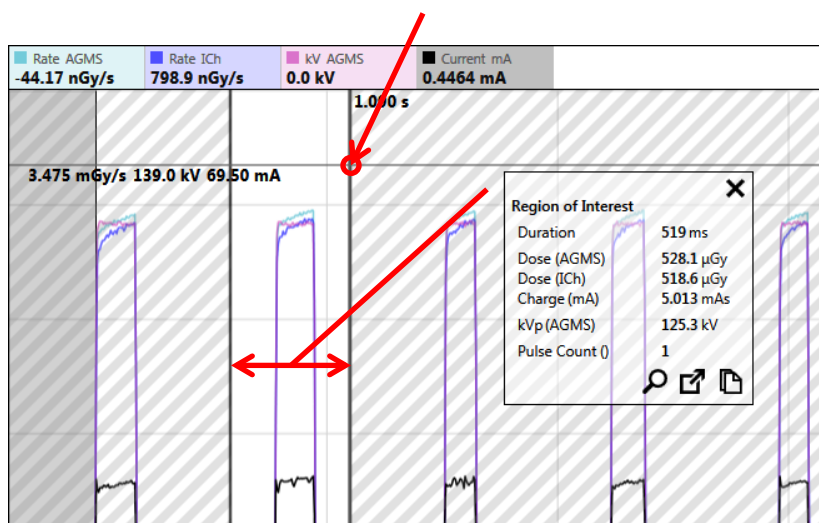 Rate AGMS Rate ICh kV AGMS Current mA
-44.17 nGy/s 798.9 nGy/s 0.0 kV 0.4464 mA
1.090 s
3.475 mGy/s 139.0 kV 69.50 mA
Region of Interest
Duration 519 ms
Dose (AGMS) 528.1 µGy
Dose (ICh) 518.6 µGy
Charge (mA) 5.013 mAs
kVp (AGMS) 125.3 kV
Pulse Count () 1